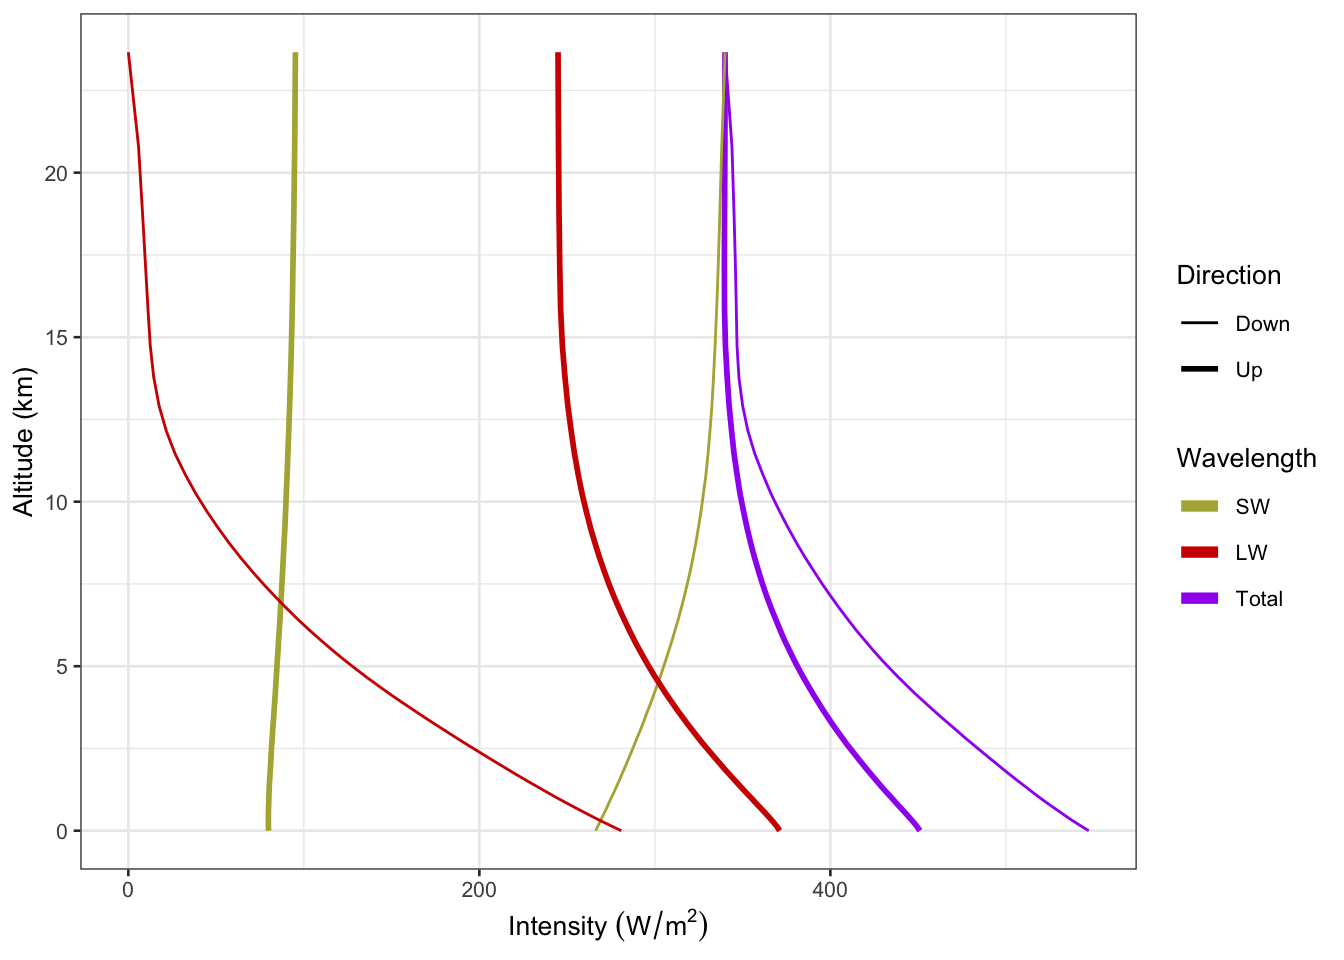 20
15
10
5
0
Altitude (km)
0 200 400
Intensity (W/m²)
Direction
Down
Up
Wavelength
SW
LW
Total